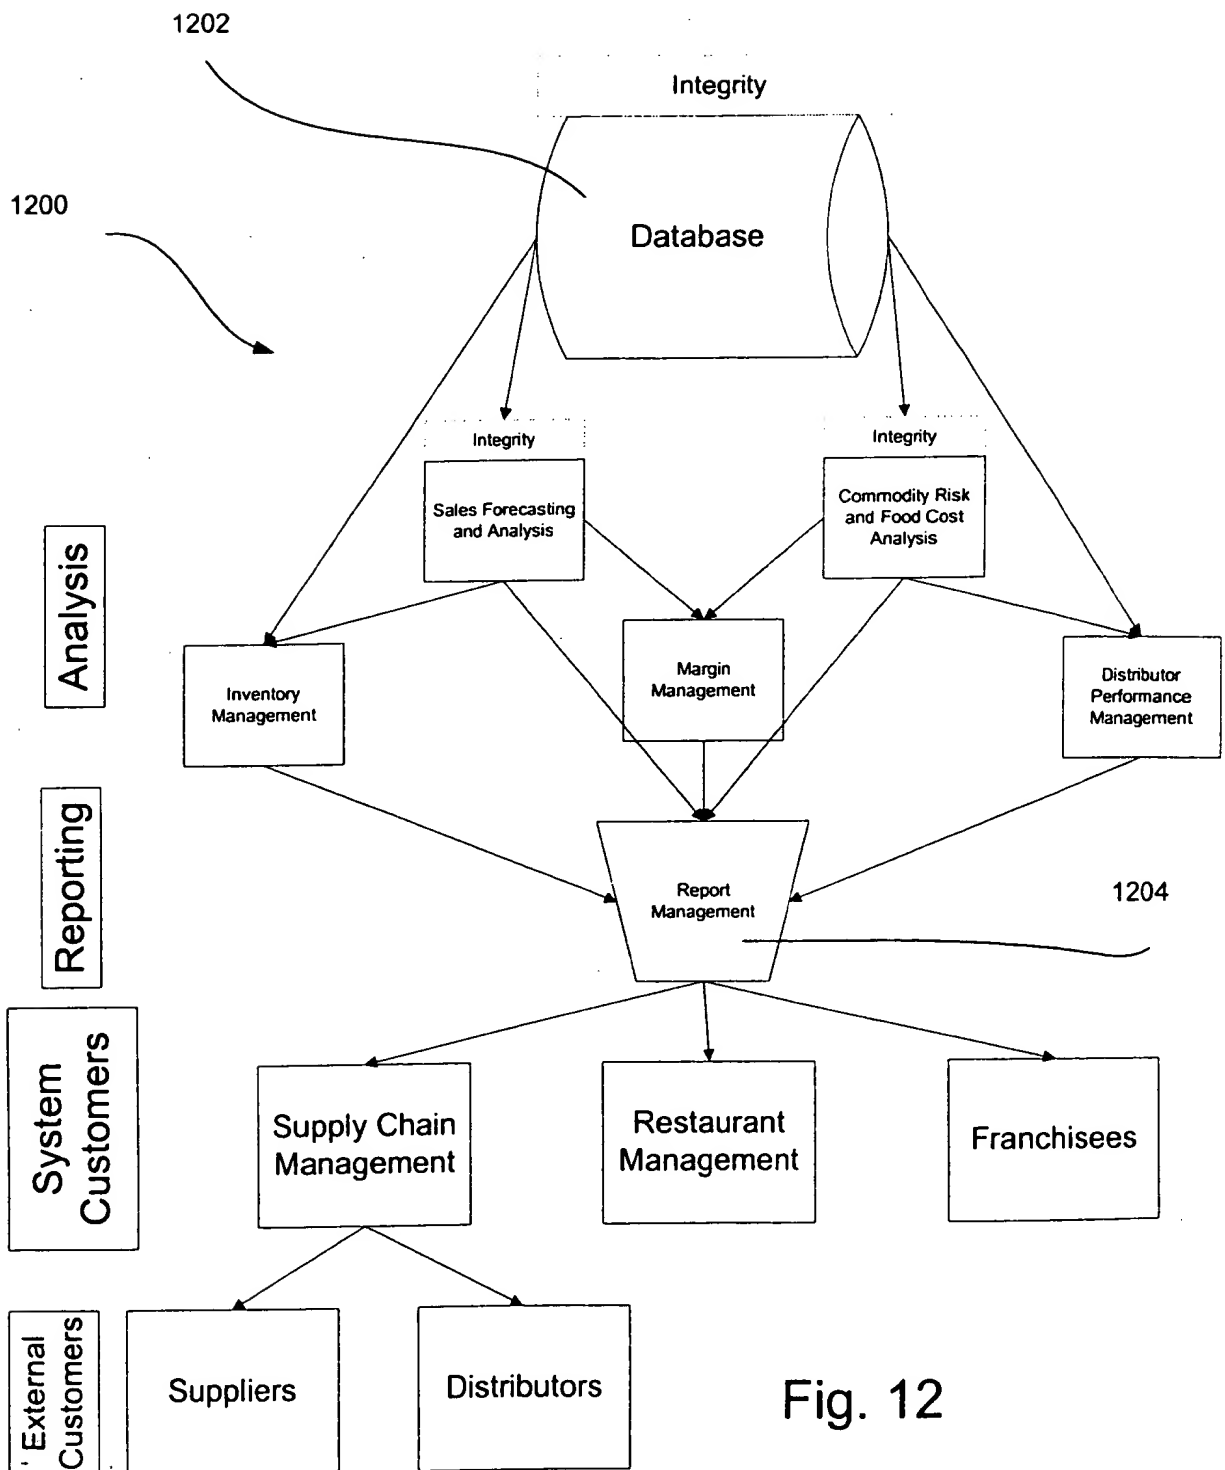 1202
Integrity
1200
Database
Integrity
Integrity
Sales Forecasting
and Analysis
Commodity Risk
and Food Cost
Analysis
Analysis
Inventory
Management
Margin
Management
Distributor
Performance
Management
Reporting
Report
Management
1204
System
Customers
Supply Chain
Management
Restaurant
Management
Franchisees
External
Customers
Suppliers
Distributors
Fig. 12